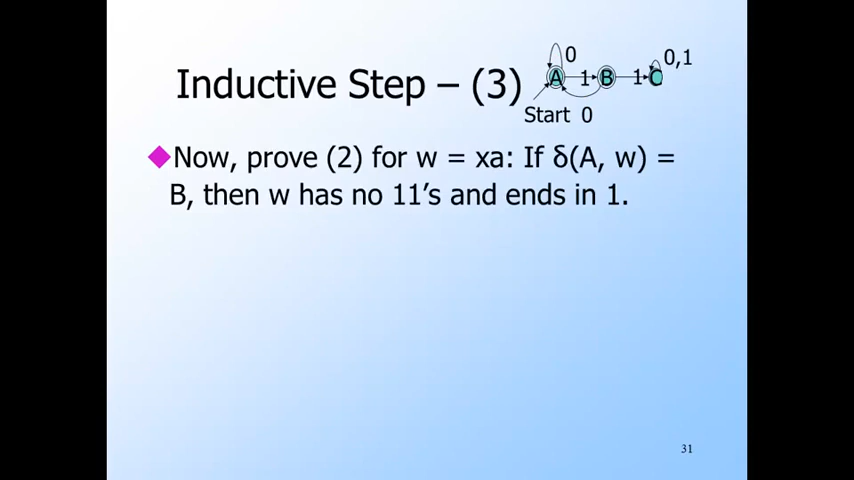 Inductive Step – (3)
0
0,1
A 1 B 1 C
Start 0
Now, prove (2) for w = xa: If δ(A, w) =
B, then w has no 11’s and ends in 1.
31